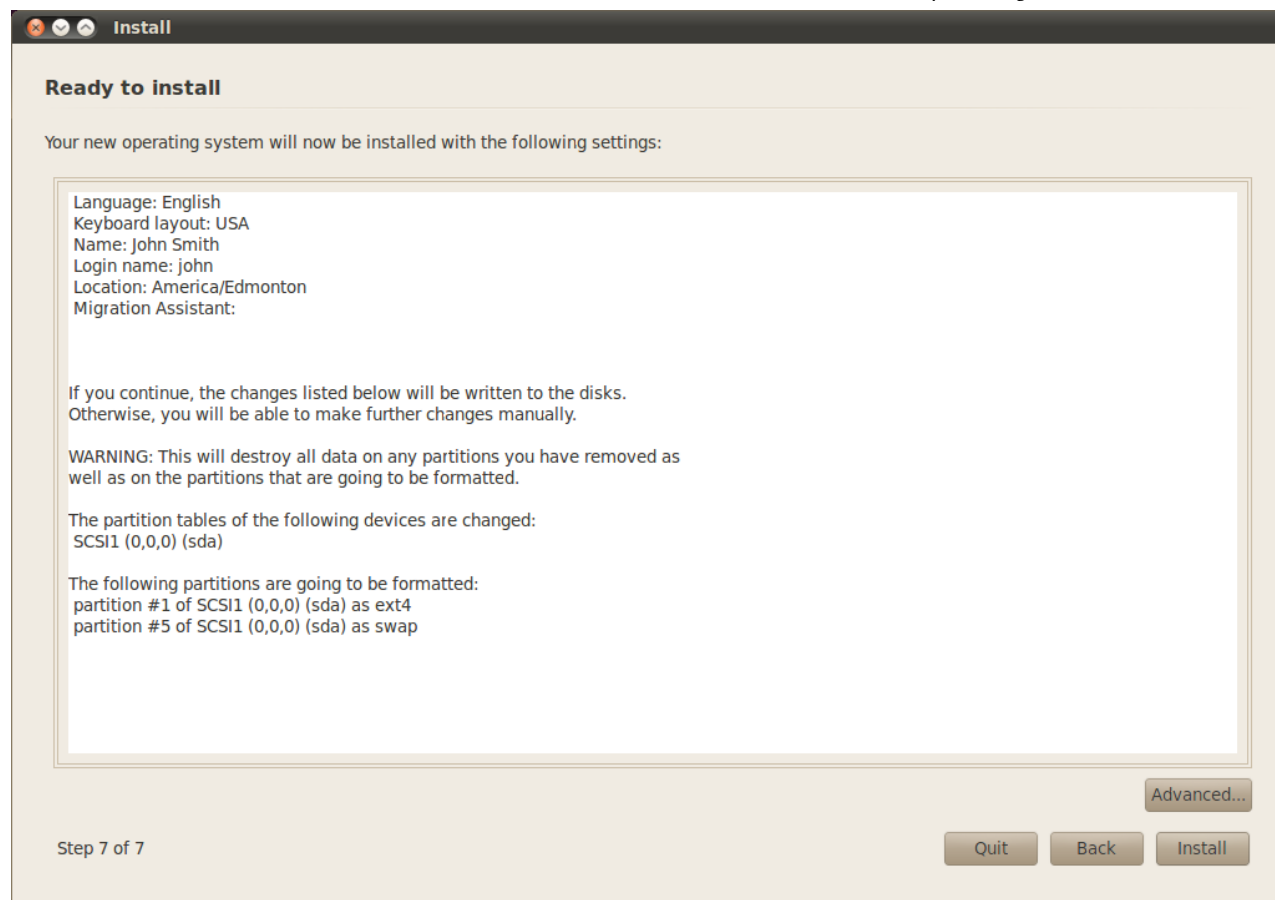 Install
Ready to install
Your new operating system will now be installed with the following settings:
Language: English
Keyboard layout: USA
Name: John Smith
Login name: john
Location: America/Edmonton
Migration Assistant:
If you continue, the changes listed below will be written to the disks.
Otherwise, you will be able to make further changes manually.
WARNING: This will destroy all data on any partitions you have removed as
well as on the partitions that are going to be formatted.
The partition tables of the following devices are changed:
SCSI1 (0,0,0) (sda)
The following partitions are going to be formatted:
partition #1 of SCSI1 (0,0,0) (sda) as ext4
partition #5 of SCSI1 (0,0,0) (sda) as swap
Advanced...
Step 7 of 7
Quit Back Install